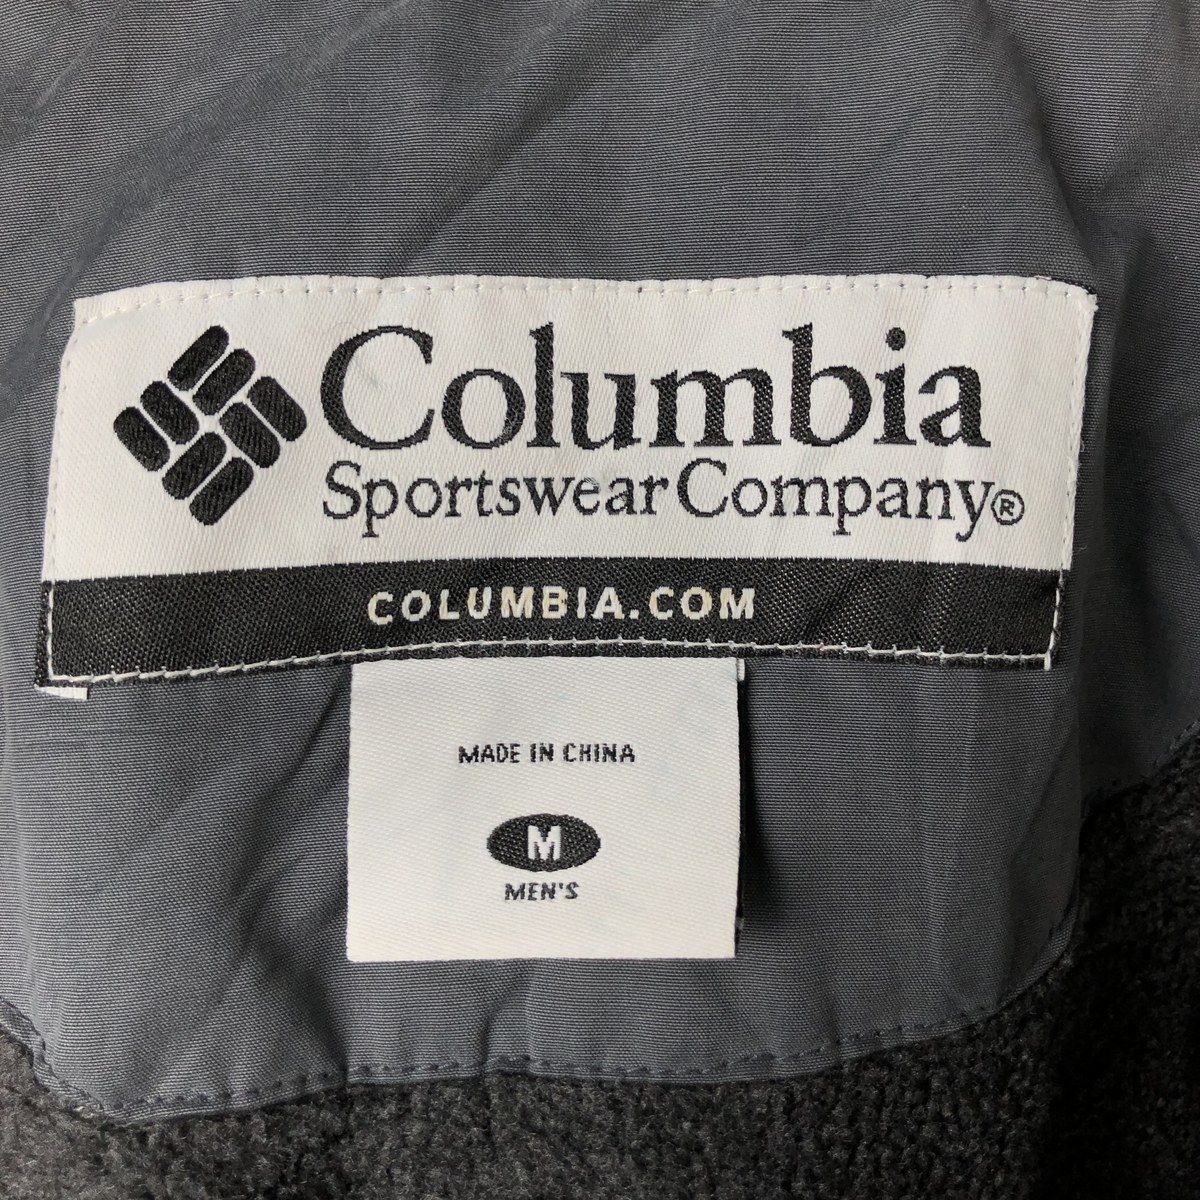 Columbia
Sportswear Company®
COLUMBIA.COM
MADE IN CHINA
M
MEN'S